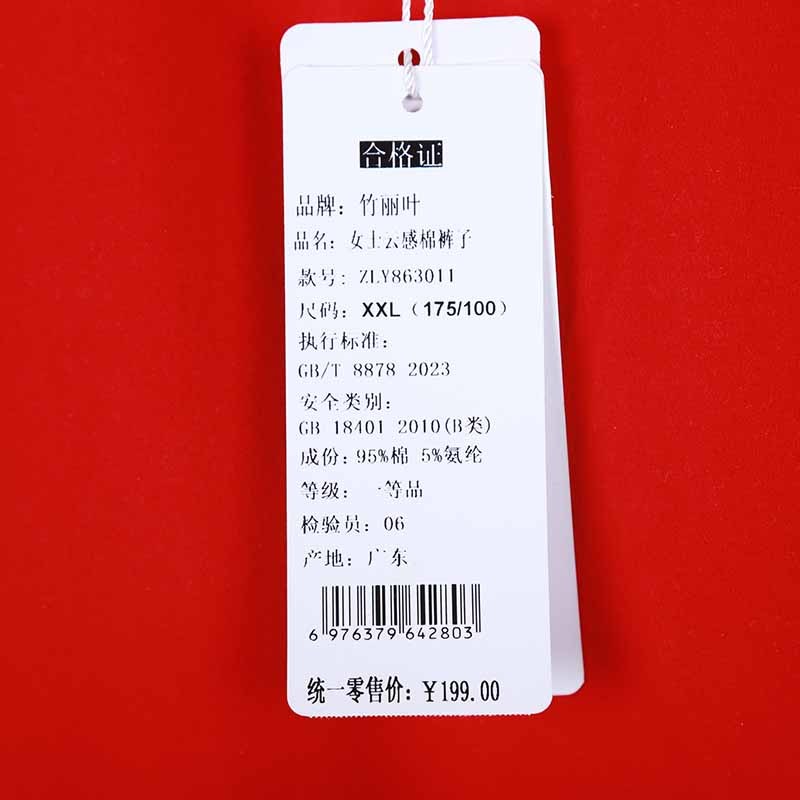 合格证
品牌：竹丽叶
品名：女士云感棉裤子
款号：ZLY863011
尺码：XXL（175/100）
执行标准：
GB/T 8878 2023
安全类别：
GB 18401 2010(B类)
成份：95%棉 5%氨纶
等级：一等品
检验员：06
产地：广东
6 976379 642803
统一零售价：￥199.00